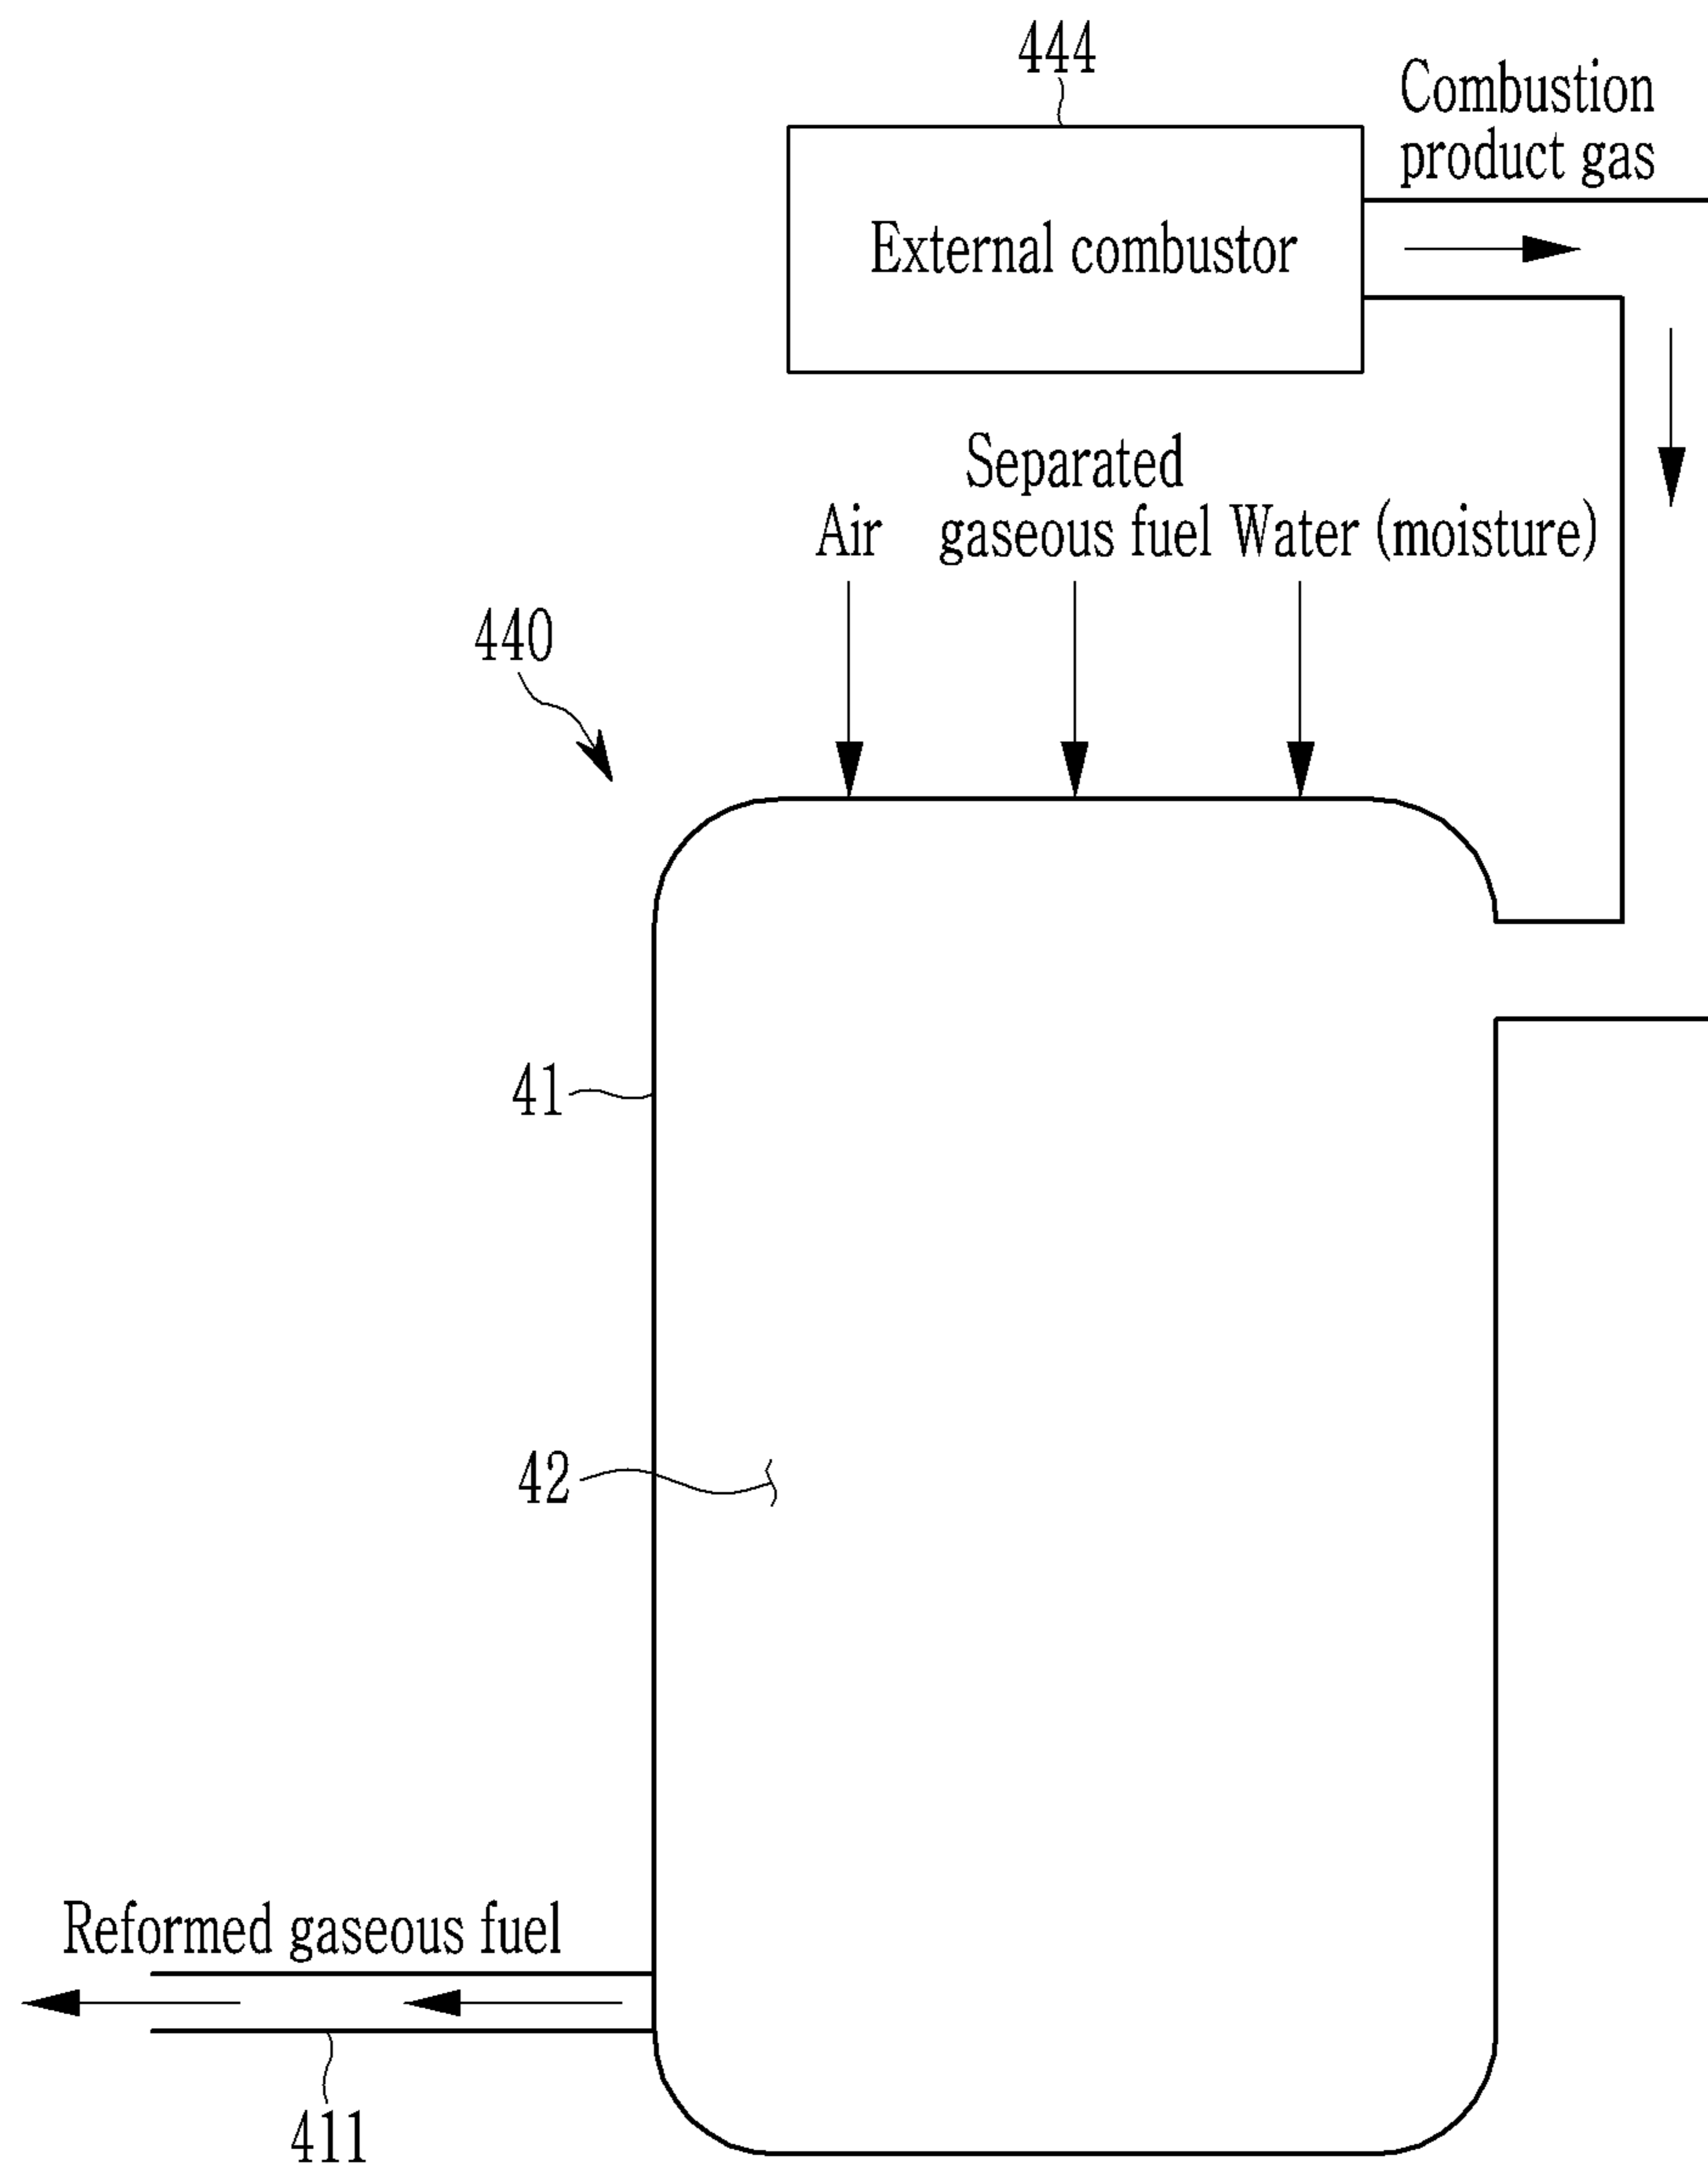 444
Combustion
product gas
External combustor
Separated
Air gaseous fuel Water (moisture)
440
41
42
Reformed gaseous fuel
411